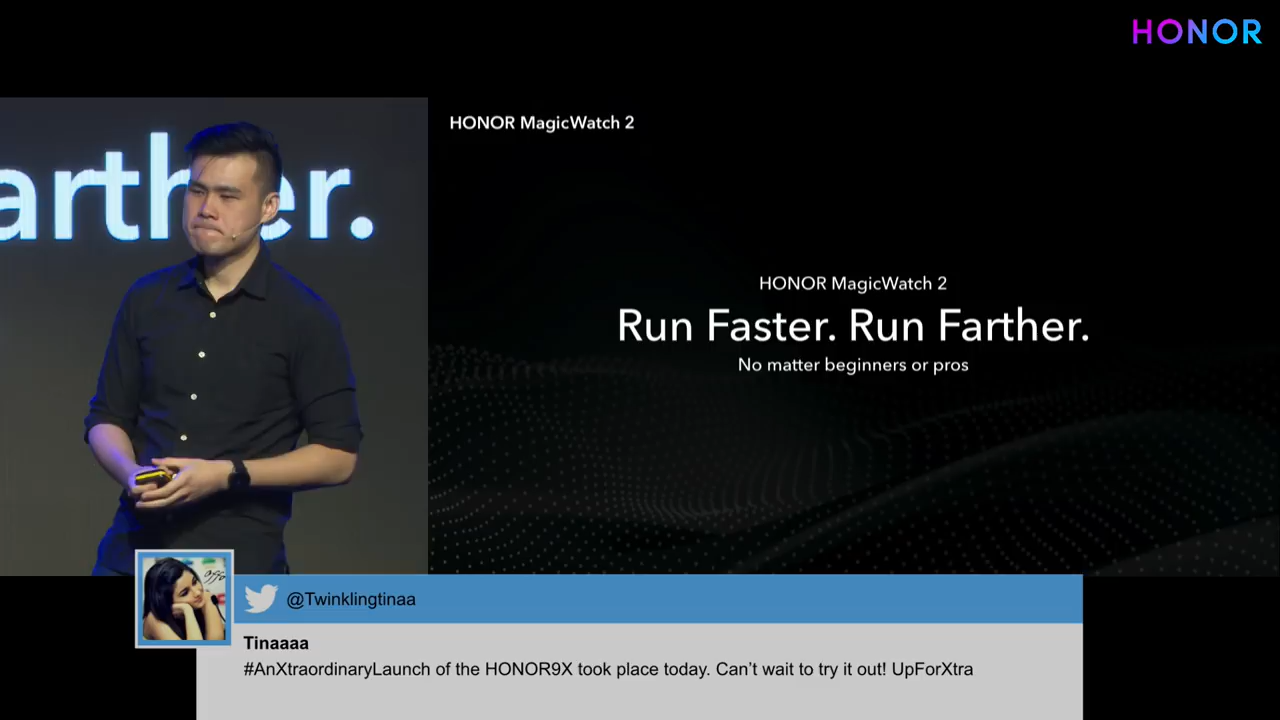 HONOR
arther.
HONOR MagicWatch 2
HONOR MagicWatch 2
Run Faster. Run Farther.
No matter beginners or pros
@Twinklingtinaa
Tinaaaa
#AnXtraordinaryLaunch of the HONOR9X took place today. Can't wait to try it out! UpForXtra